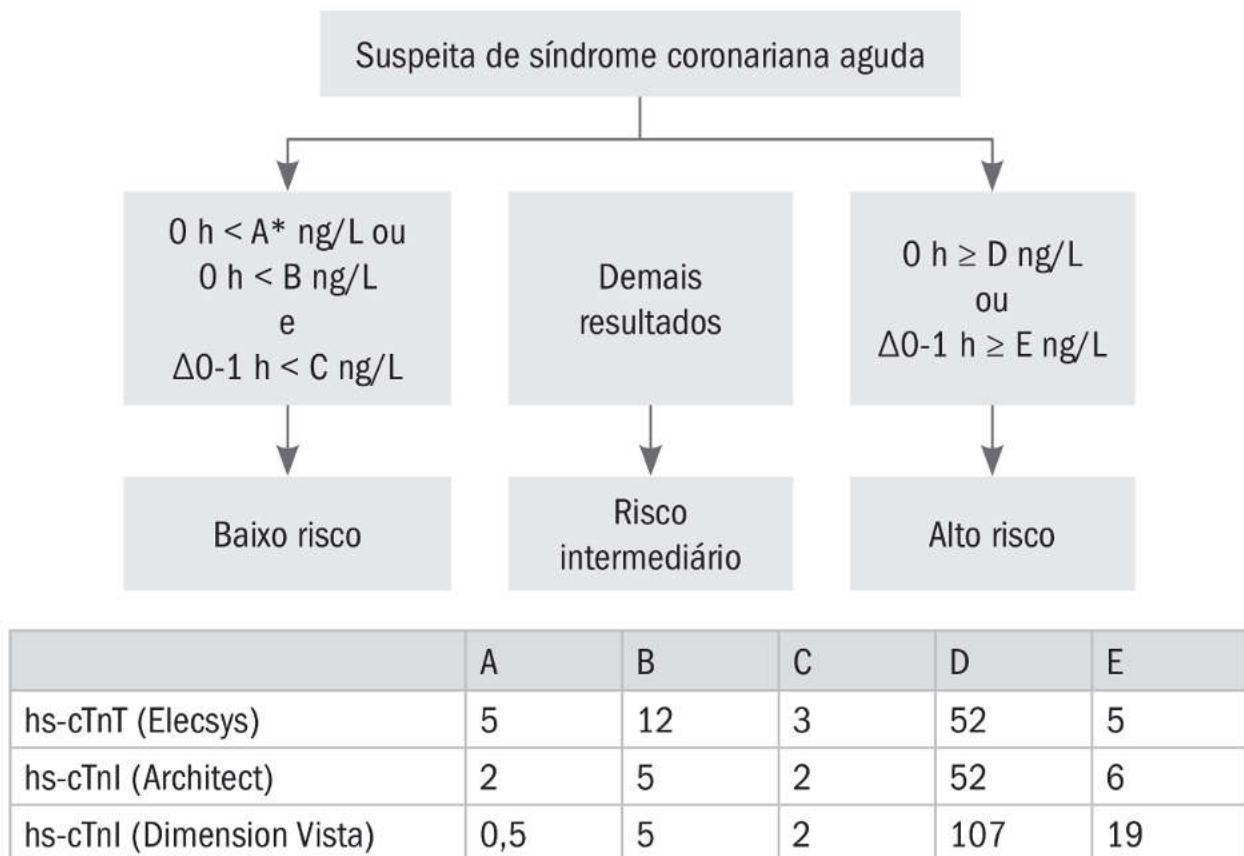 Suspeita de síndrome coronariana aguda
0 h < A* ng/L ou
0 h < B ng/L
e
Δ0-1 h < C ng/L
Demais
resultados
0 h ≥ D ng/L
ou
Δ0-1 h ≥ E ng/L
Baixo risco
Risco
intermediário
Alto risco
A B C D E
hs-cTnT (Elecsys) 5 12 3 52 5
hs-cTnI (Architect) 2 5 2 52 6
hs-cTnI (Dimension Vista) 0,5 5 2 107 19